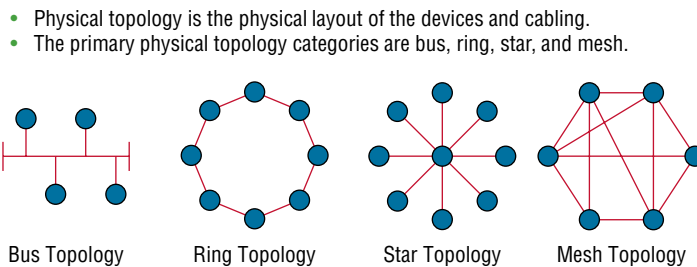 • Physical topology is the physical layout of the devices and cabling.
• The primary physical topology categories are bus, ring, star, and mesh.
Bus Topology
Ring Topology
Star Topology
Mesh Topology